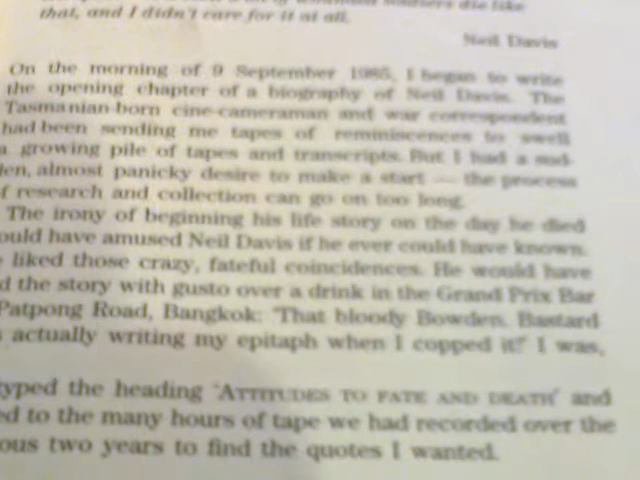 soldiers die like
that, and I didn't care for it at all.
Neil Davis
On the morning of 9 September 1985, I began to write
the opening chapter of a biography of Neil Davis. The
Tasmanian-born cine-cameraman and war correspondent
had been sending me tapes of reminiscences to swell
a growing pile of tapes and transcripts. But I had a sud-
den, almost panicky desire to make a start — the process
f research and collection can go on too long.
The irony of beginning his life story on the day he died
ould have amused Neil Davis if he ever could have known.
e liked those crazy, fateful coincidences. He would have
d the story with gusto over a drink in the Grand Prix Bar
Patpong Road, Bangkok: 'That bloody Bowden. Bastard
s actually writing my epitaph when I copped it!' I was,
typed the heading 'ATTITUDES TO FATE AND DEATH' and
ed to the many hours of tape we had recorded over the
ous two years to find the quotes I wanted.